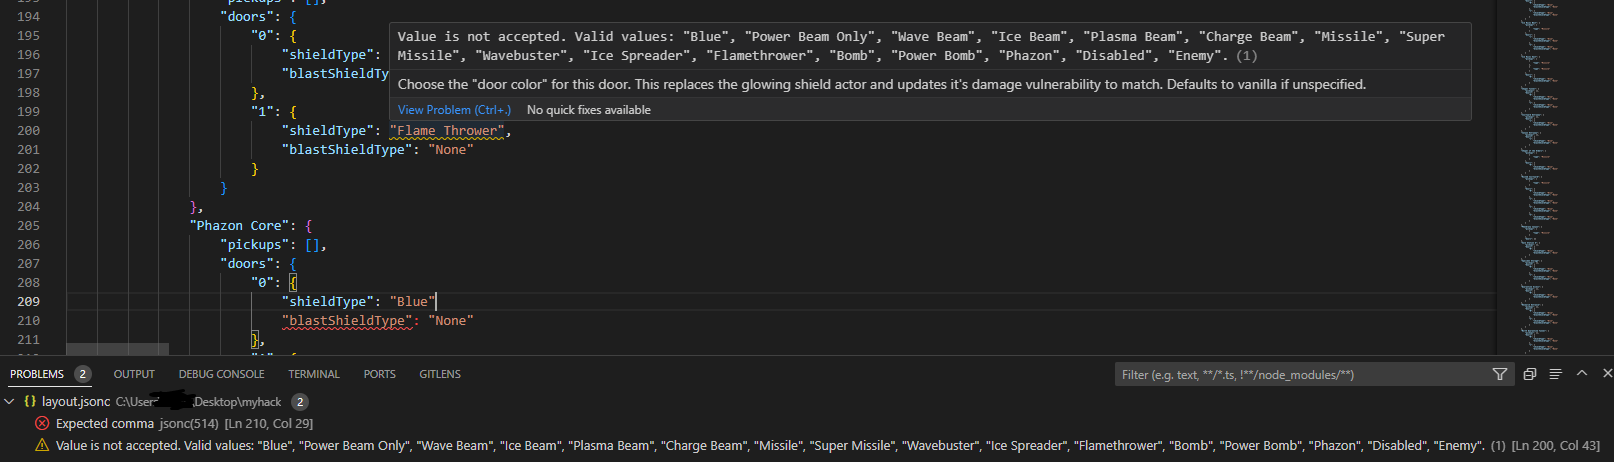 "pickups": [],
194 "doors": {
195 "0": {
196 "shieldType":
197 "blastShieldTy
Value is not accepted. Valid values: "Blue", "Power Beam Only", "Wave Beam", "Ice Beam", "Plasma Beam", "Charge Beam", "Missile", "Super
Missile", "Wavebuster", "Ice Spreader", "Flamethrower", "Bomb", "Power Bomb", "Phazon", "Disabled", "Enemy". (1)
Choose the "door color" for this door. This replaces the glowing shield actor and updates it's damage vulnerability to match. Defaults to vanilla if unspecified.
View Problem (Ctrl+.) No quick fixes available
198 },
199 "1": {
200 "shieldType": "Flame Thrower",
201 "blastShieldType": "None"
202 }
203 }
204 },
205 "Phazon Core": {
206 "pickups": [],
207 "doors": {
208 "0": {
209 "shieldType": "Blue"
210 "blastShieldType": "None"
211 },
PROBLEMS 2 OUTPUT DEBUG CONSOLE TERMINAL PORTS GITLENS Filter (e.g. text, **/*.ts, !**/node_modules/**)
{} layout.jsonc C:\User \Desktop\myhack 2
Expected comma jsonc(514) [Ln 210, Col 29]
Value is not accepted. Valid values: "Blue", "Power Beam Only", "Wave Beam", "Ice Beam", "Plasma Beam", "Charge Beam", "Missile", "Super Missile", "Wavebuster", "Ice Spreader", "Flamethrower", "Bomb", "Power Bomb", "Phazon", "Disabled", "Enemy". (1) [Ln 200, Col 43]